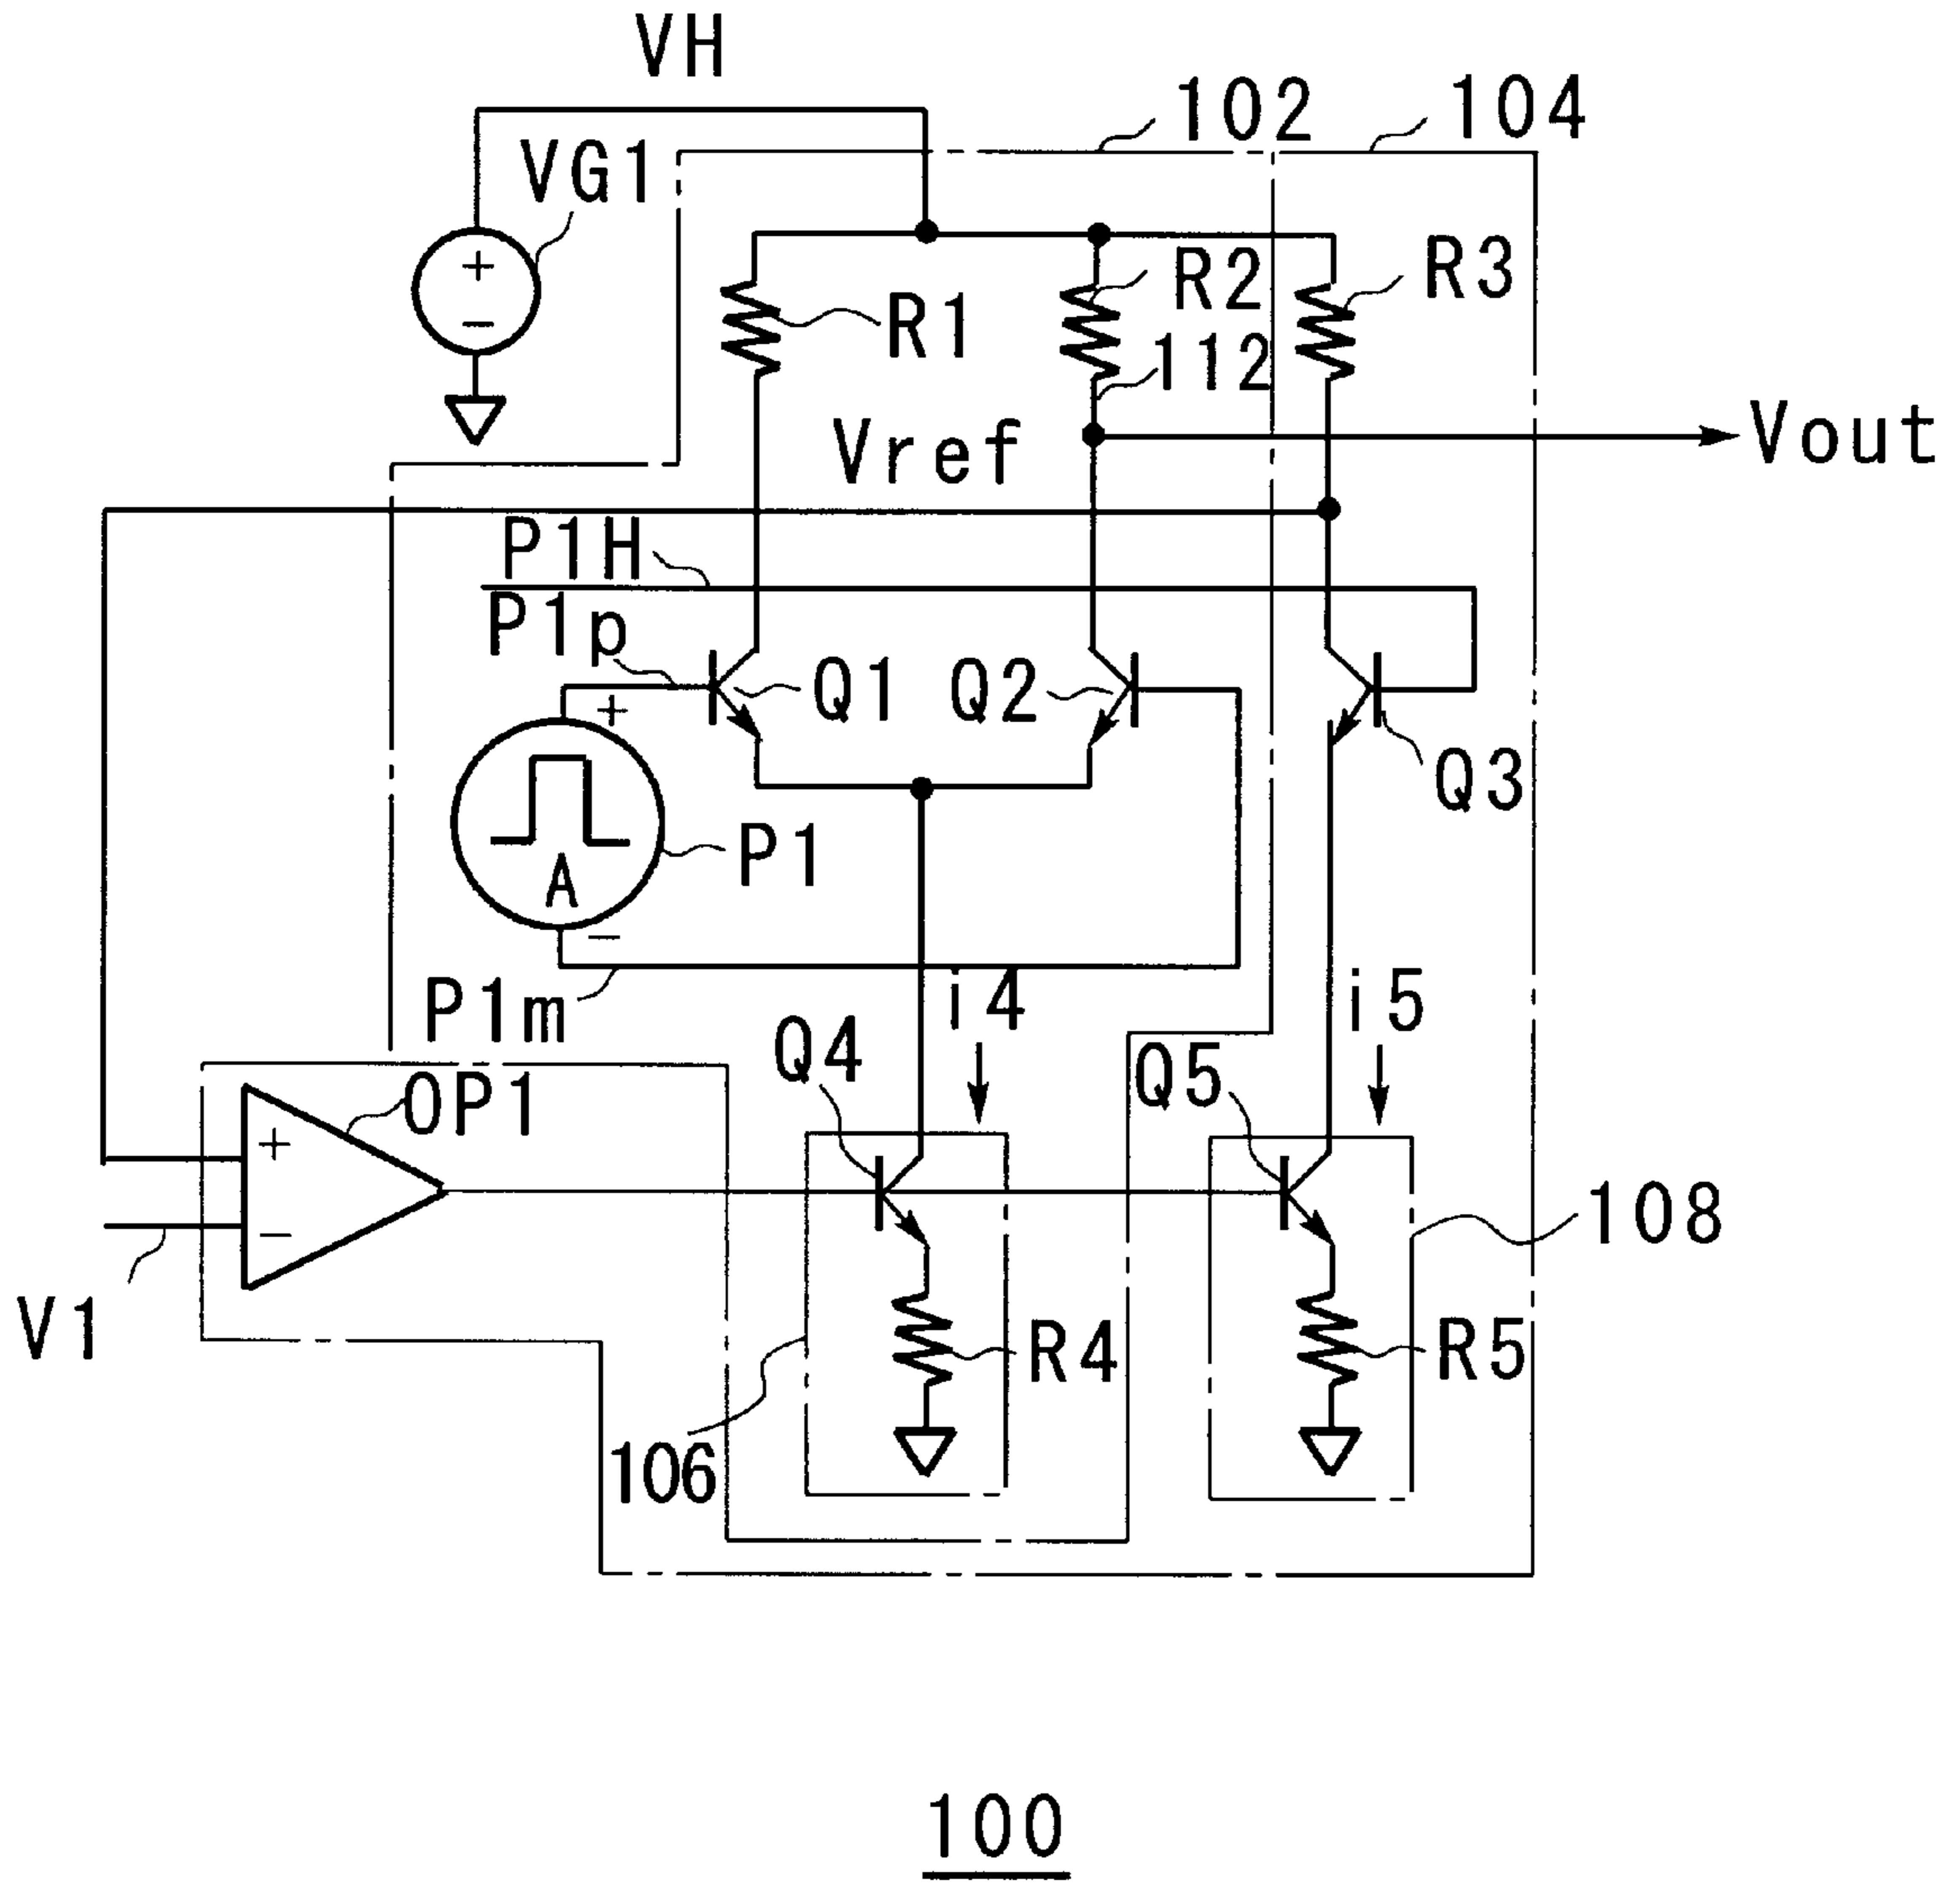 VH
102
104
VG1
+
−
R1
R2
R3
112
Vref
Vout
P1H
P1p
Q1
Q2
Q3
+
A
P1
−
P1m
i4
i5
Q4
Q5
OP1
+
−
V1
108
R4
R5
106
100